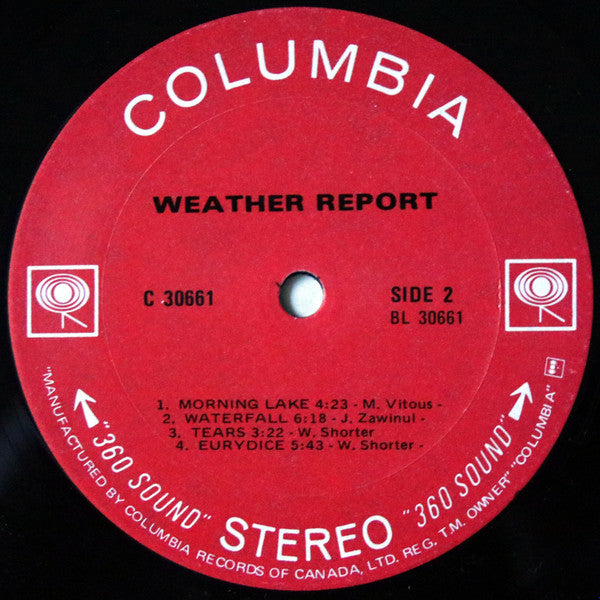 COLUMBIA
WEATHER REPORT
C 30661
SIDE 2
BL 30661
1. MORNING LAKE 4:23 - M. Vitous -
2. WATERFALL 6:18 - J. Zawinul -
3. TEARS 3:22 - W. Shorter
4. EURYDICE 5:43 - W. Shorter -
"360 SOUND" STEREO "360 SOUND"
"MANUFACTURED BY COLUMBIA RECORDS OF CANADA, LTD. REG. T.M. OWNER" "COLUMBIA"